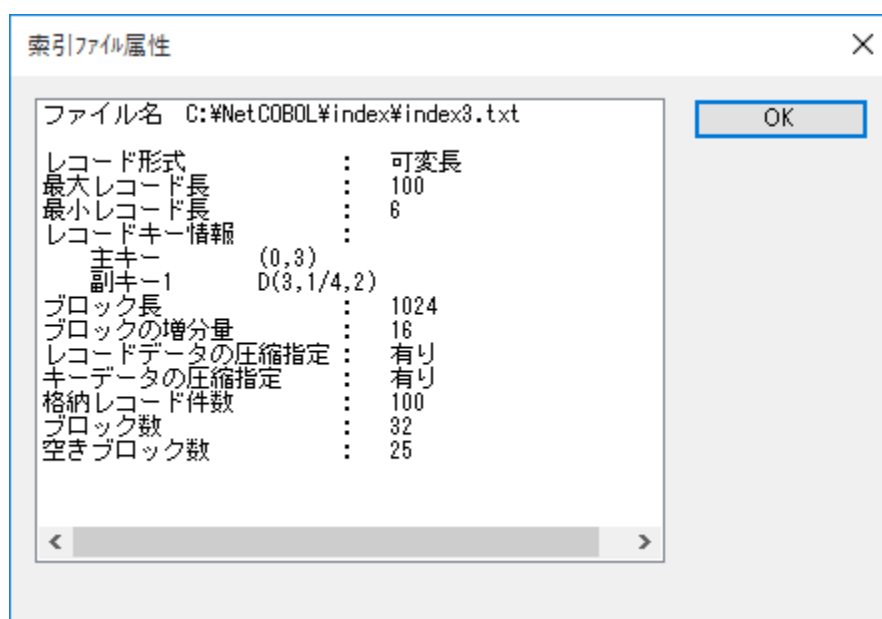 索引ﾌｧｲﾙ属性
ファイル名 C:¥NetCOBOL¥index¥index3.txt
OK
レコード形式 : 可変長
最大レコード長 : 100
最小レコード長 : 6
レコードキー情報 :
主キー (0,3)
副キー1 D(3,1/4,2)
ブロック長 : 1024
ブロックの増分量 : 16
レコードデータの圧縮指定 : 有り
キーデータの圧縮指定 : 有り
格納レコード件数 : 100
ブロック数 : 32
空きブロック数 : 25